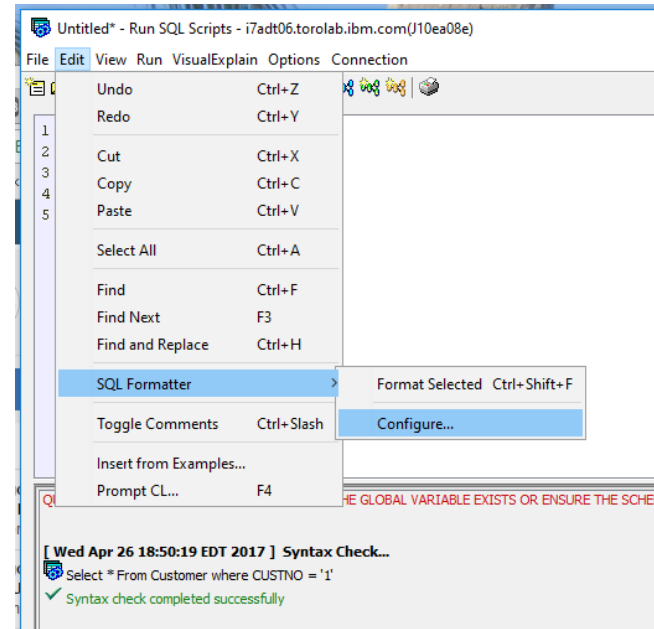 Untitled* - Run SQL Scripts - i7adt06.torolab.ibm.com(J10ea08e)
File Edit View Run VisualExplain Options Connection
Undo Ctrl+Z
Redo Ctrl+Y
1
2
3
4
5
Cut Ctrl+X
Copy Ctrl+C
Paste Ctrl+V
Select All Ctrl+A
Find Ctrl+F
Find Next F3
Find and Replace Ctrl+H
SQL Formatter >
Format Selected Ctrl+Shift+F
Configure...
Toggle Comments Ctrl+Slash
Insert from Examples...
Prompt CL... F4
GLOBAL VARIABLE EXISTS OR ENSURE THE
[ Wed Apr 26 18:50:19 EDT 2017 ] Syntax Check...
Select * From Customer where CUSTNO = '1'
Syntax check completed successfully